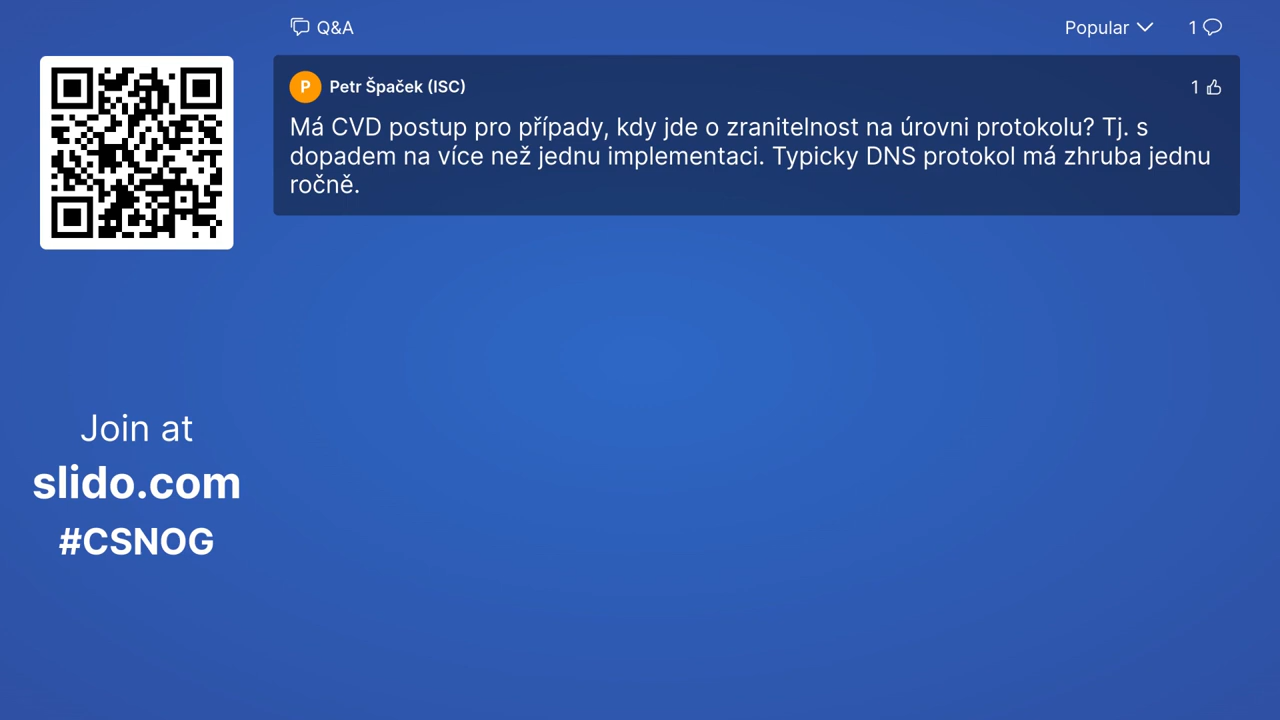 Q&A
Popular
1
P
Petr Špaček (ISC)
1
Má CVD postup pro případy, kdy jde o zranitelnost na úrovni protokolu? Tj. s
dopadem na více než jednu implementaci. Typicky DNS protokol má zhruba jednu
ročně.
Join at
slido.com
#CSNOG